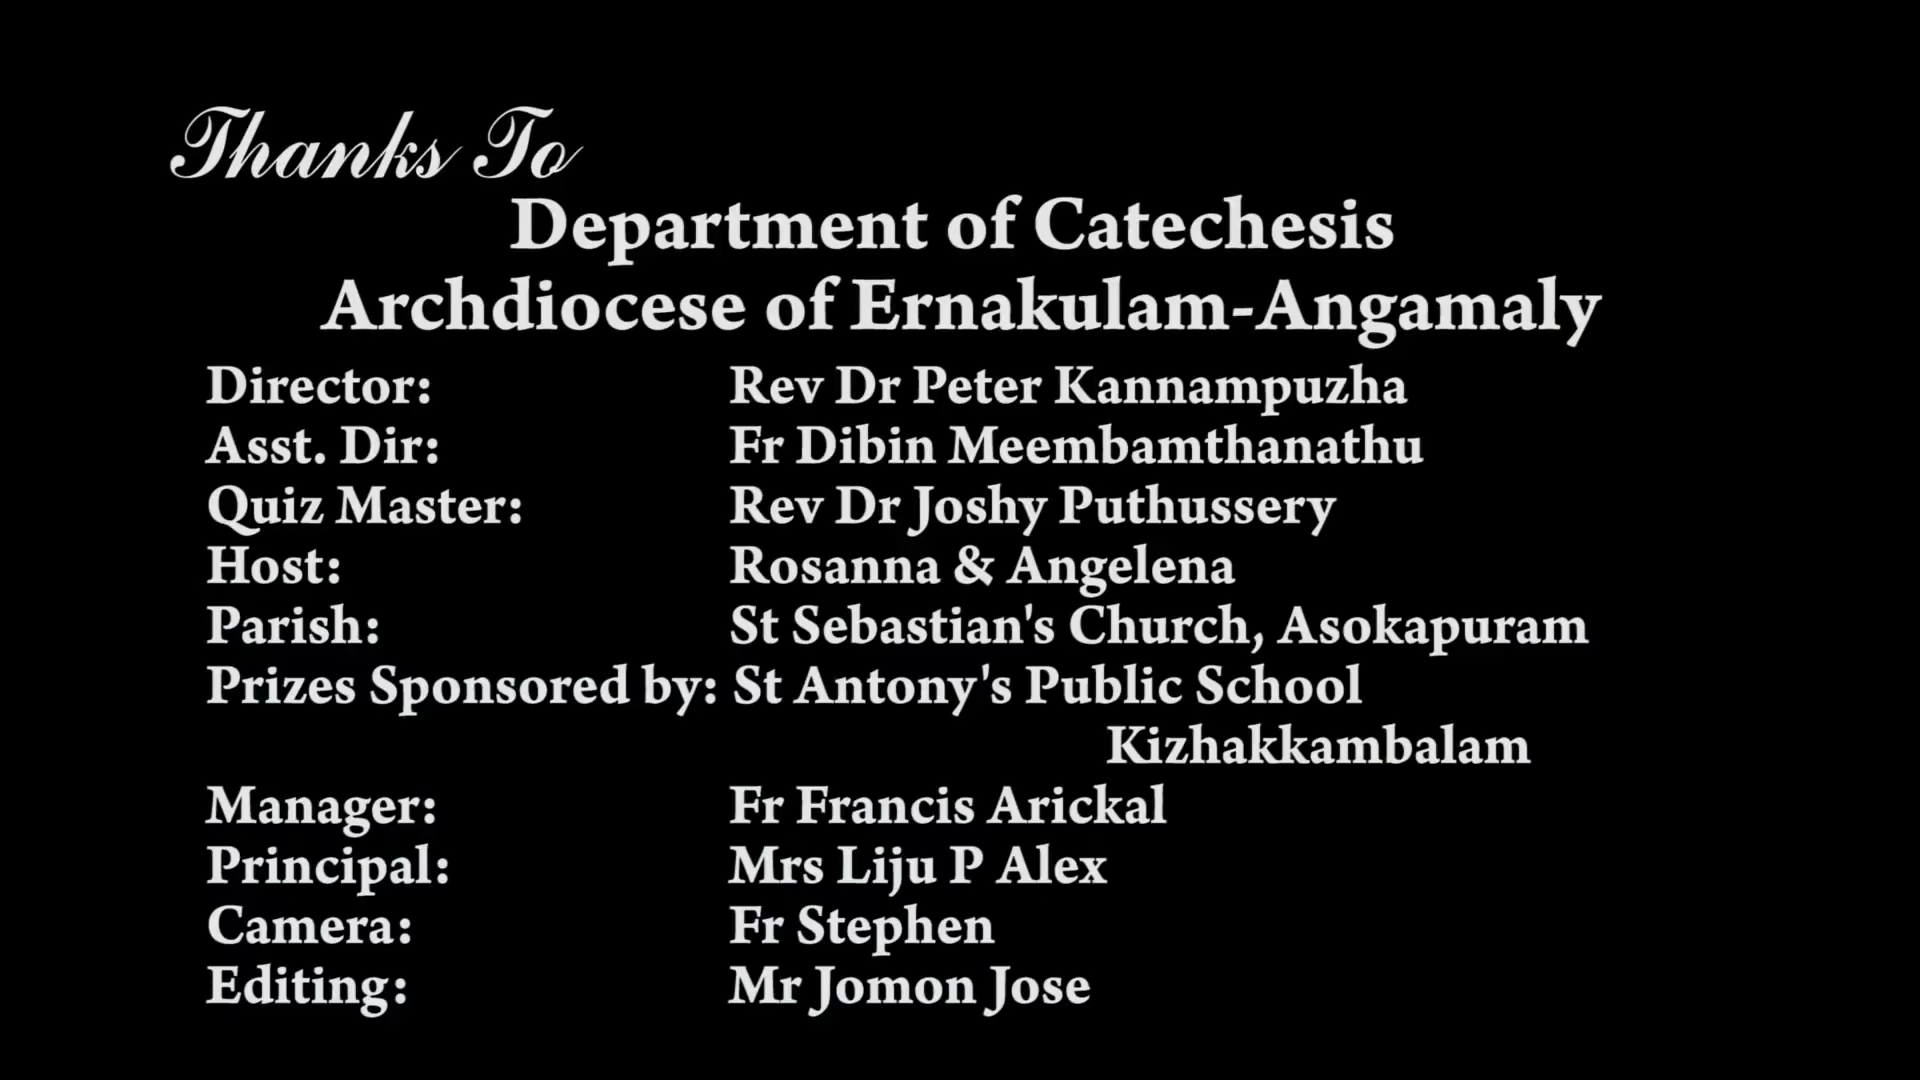 Thanks To
Department of Catechesis
Archdiocese of Ernakulam-Angamaly
Director: Rev Dr Peter Kannampuzha
Asst. Dir: Fr Dibin Meembamthanathu
Quiz Master: Rev Dr Joshy Puthussery
Host: Rosanna & Angelena
Parish: St Sebastian's Church, Asokapuram
Prizes Sponsored by: St Antony's Public School
Kizhakkambalam
Manager: Fr Francis Arickal
Principal: Mrs Liju P Alex
Camera: Fr Stephen
Editing: Mr Jomon Jose